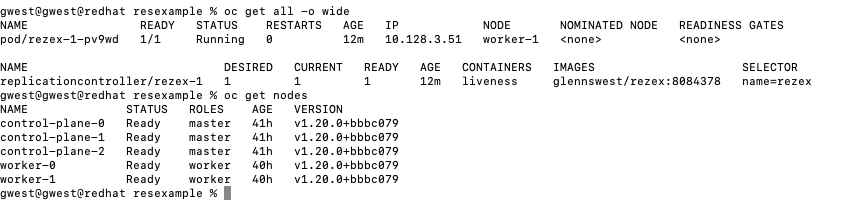 gwest@gwest@redhat resexample % oc get all -o wide
NAME                READY   STATUS    RESTARTS   AGE   IP            NODE       NOMINATED NODE   READINESS GATES
pod/rezex-1-pv9wd   1/1     Running   0          12m   10.128.3.51   worker-1   <none>           <none>

NAME                            DESIRED   CURRENT   READY   AGE   CONTAINERS   IMAGES                     SELECTOR
replicationcontroller/rezex-1   1         1         1       12m   liveness     glennswest/rezex:8084378   name=rezex
gwest@gwest@redhat resexample % oc get nodes
NAME              STATUS   ROLES    AGE   VERSION
control-plane-0   Ready    master   41h   v1.20.0+bbbc079
control-plane-1   Ready    master   41h   v1.20.0+bbbc079
control-plane-2   Ready    master   41h   v1.20.0+bbbc079
worker-0          Ready    worker   40h   v1.20.0+bbbc079
worker-1          Ready    worker   40h   v1.20.0+bbbc079
gwest@gwest@redhat resexample %